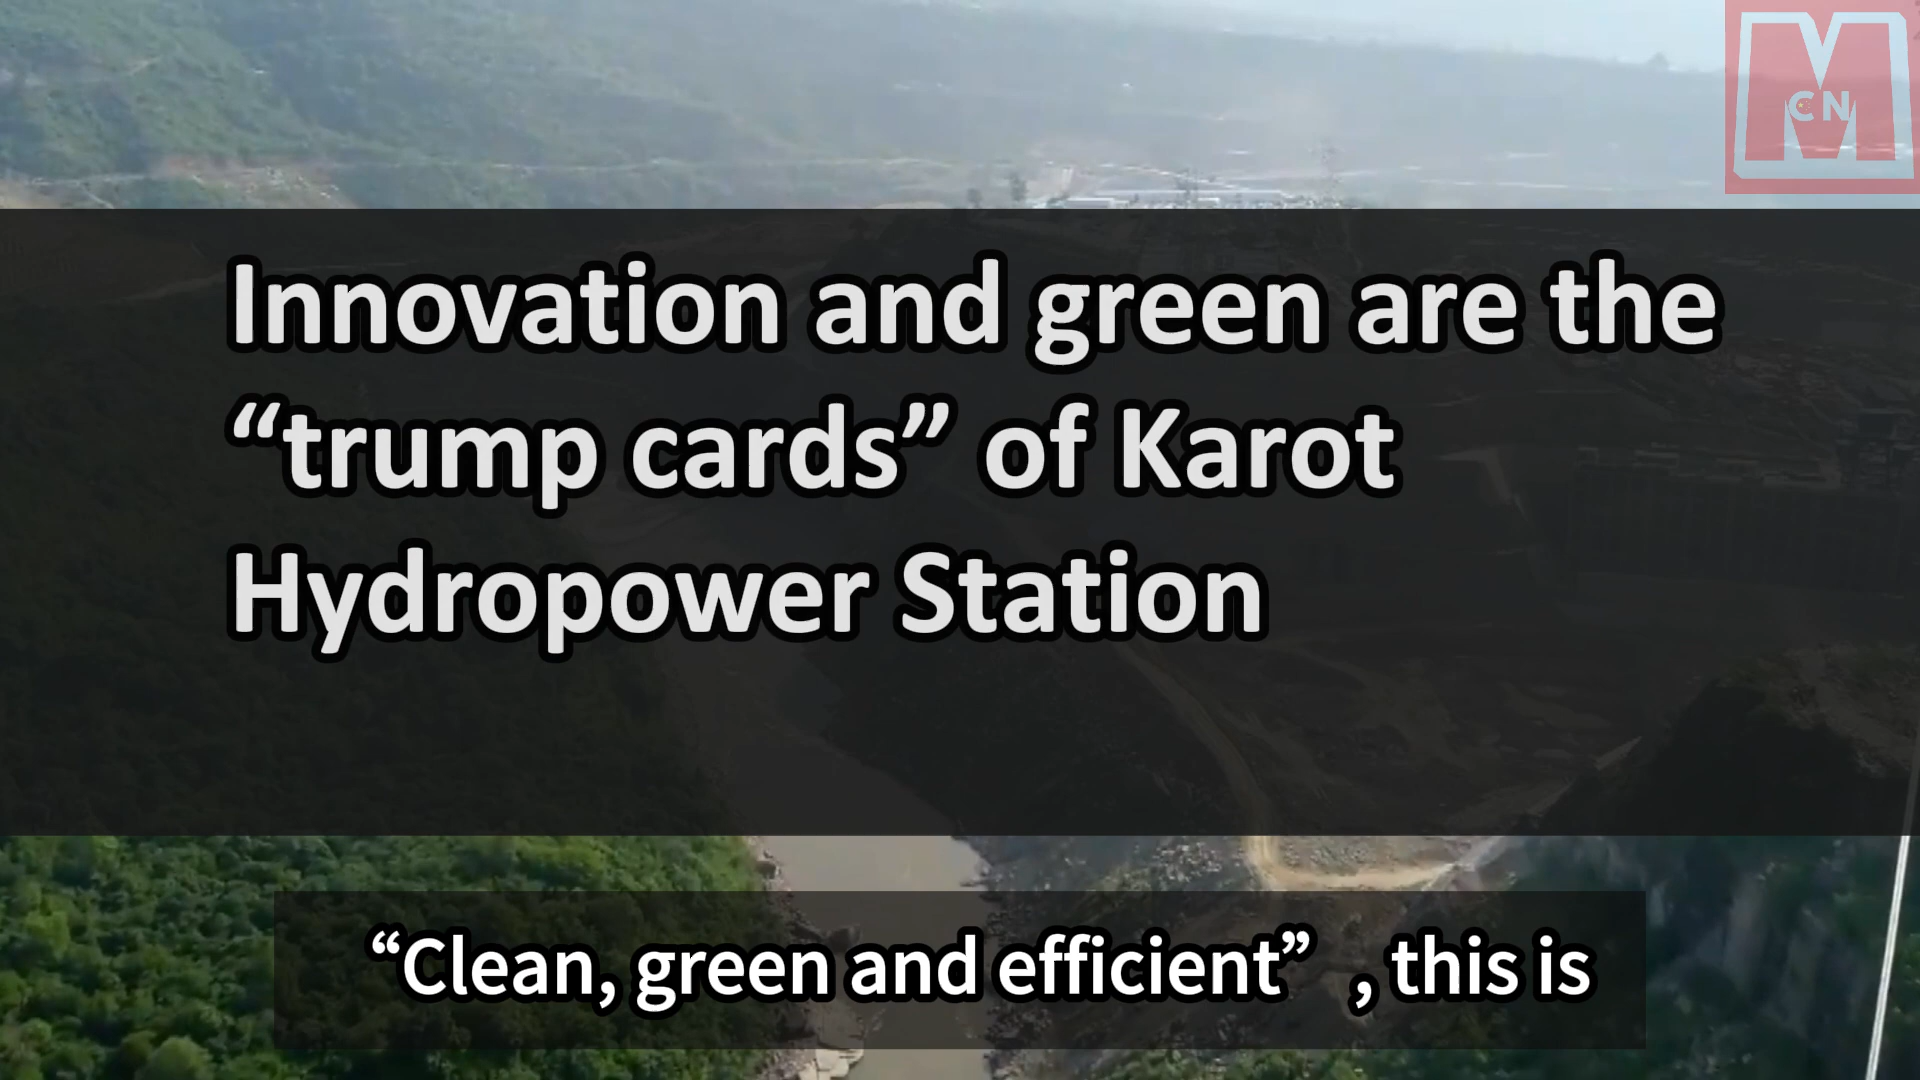 M
CN
Innovation and green are the
“trump cards” of Karot
Hydropower Station
“Clean, green and efficient” , this is